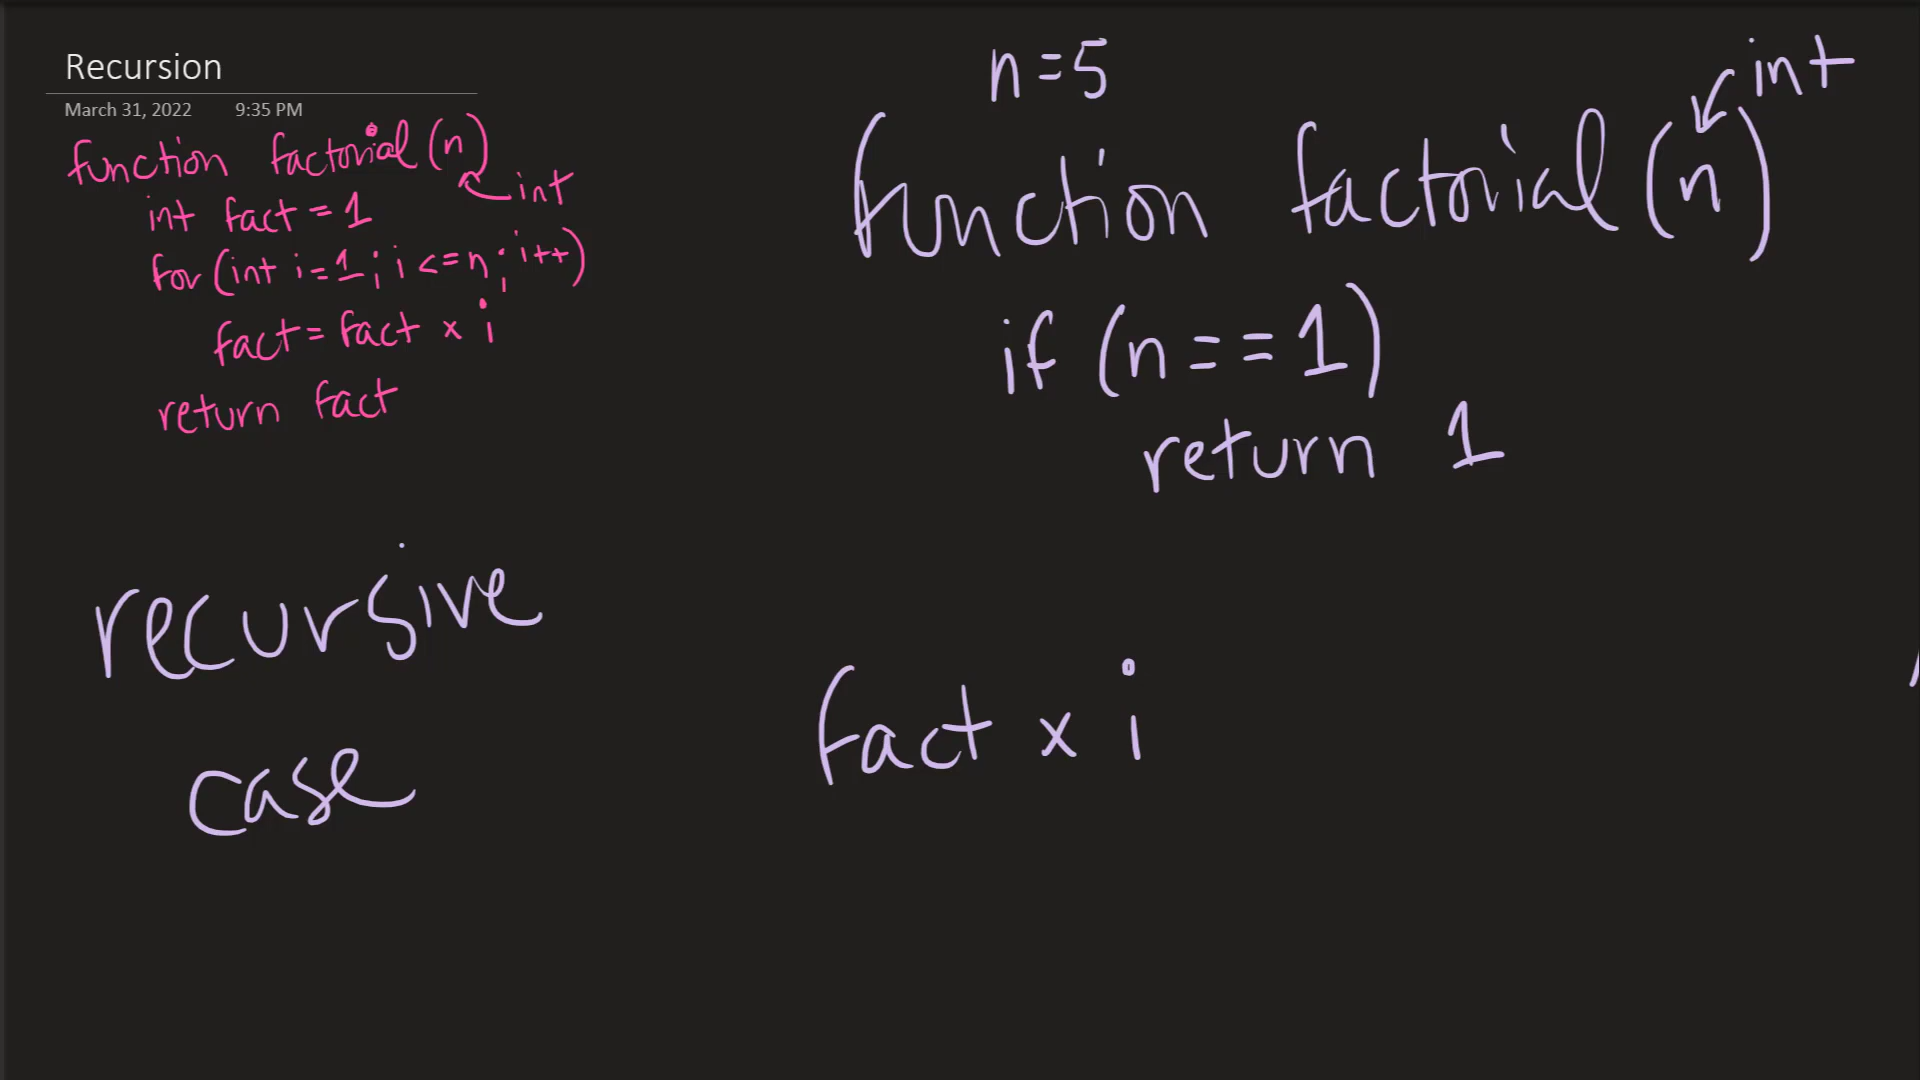 Recursion
March 31, 2022 9:35 PM
function factorial (n)
int
int fact = 1
for (int i = 1; i <= n; i++)
fact = fact x i
return fact
n = 5
int
function factorial (n)
if (n == 1)
return 1
recursive
case
fact x i